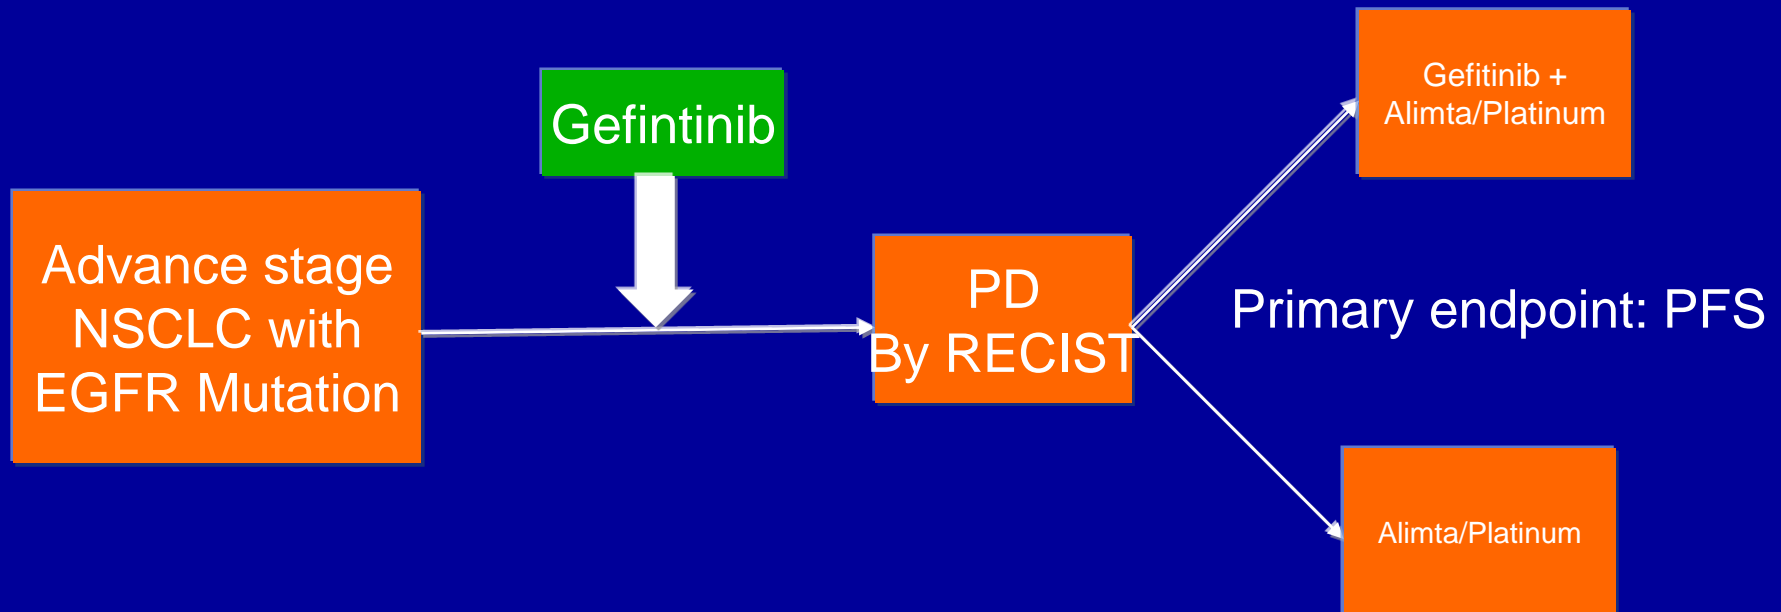 Gefintinib
Advance stage
NSCLC with
EGFR Mutation
PD
By RECIST
Gefitinib +
Alimta/Platinum
Primary endpoint: PFS
Alimta/Platinum